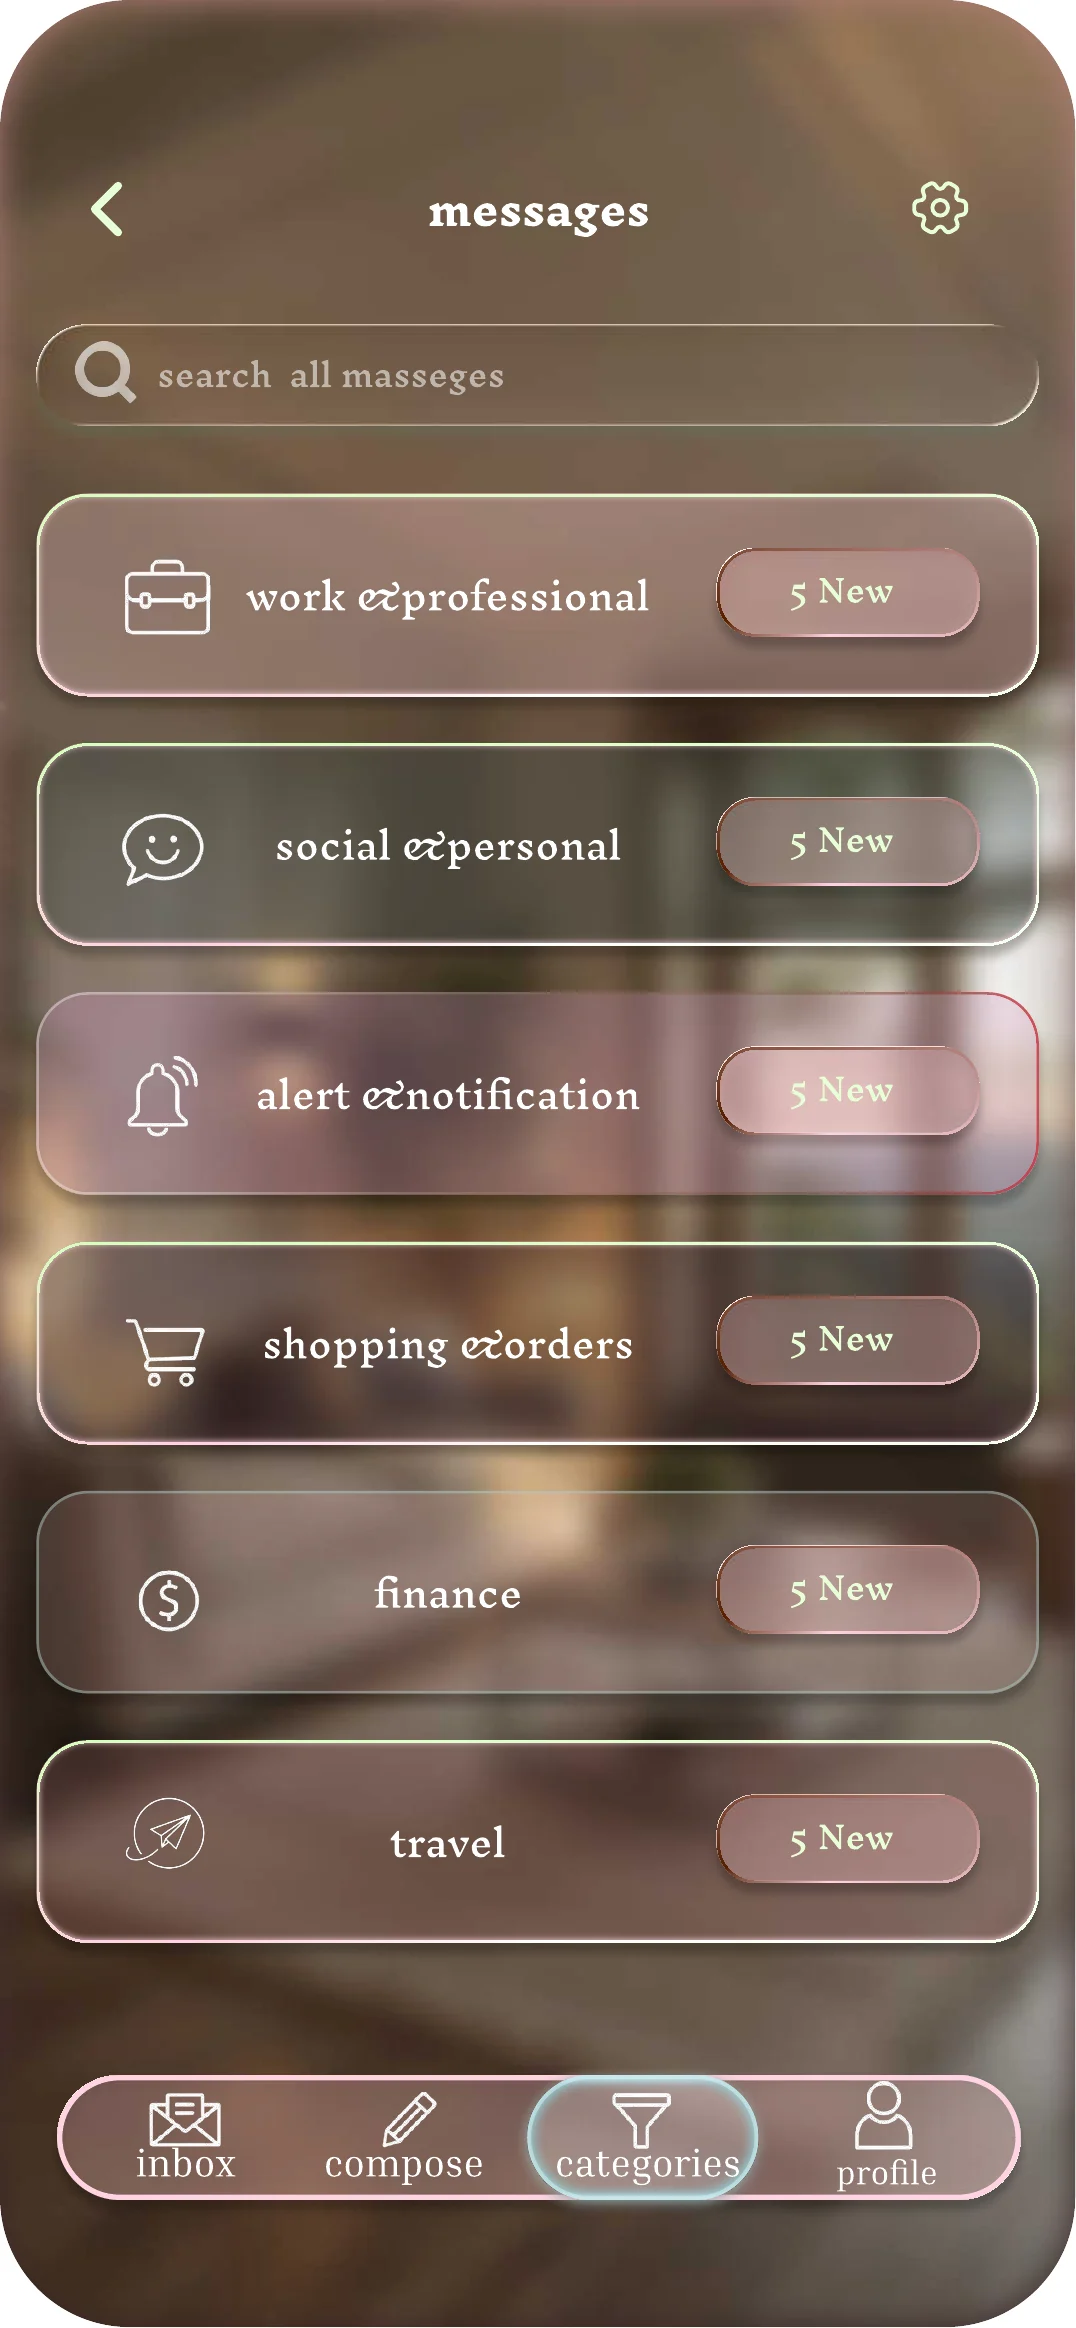 messages
search all masseges
work &professional
5 New
social &personal
5 New
alert &notification
5 New
shopping &orders
5 New
finance
5 New
travel
5 New
inbox
compose
categories
profile